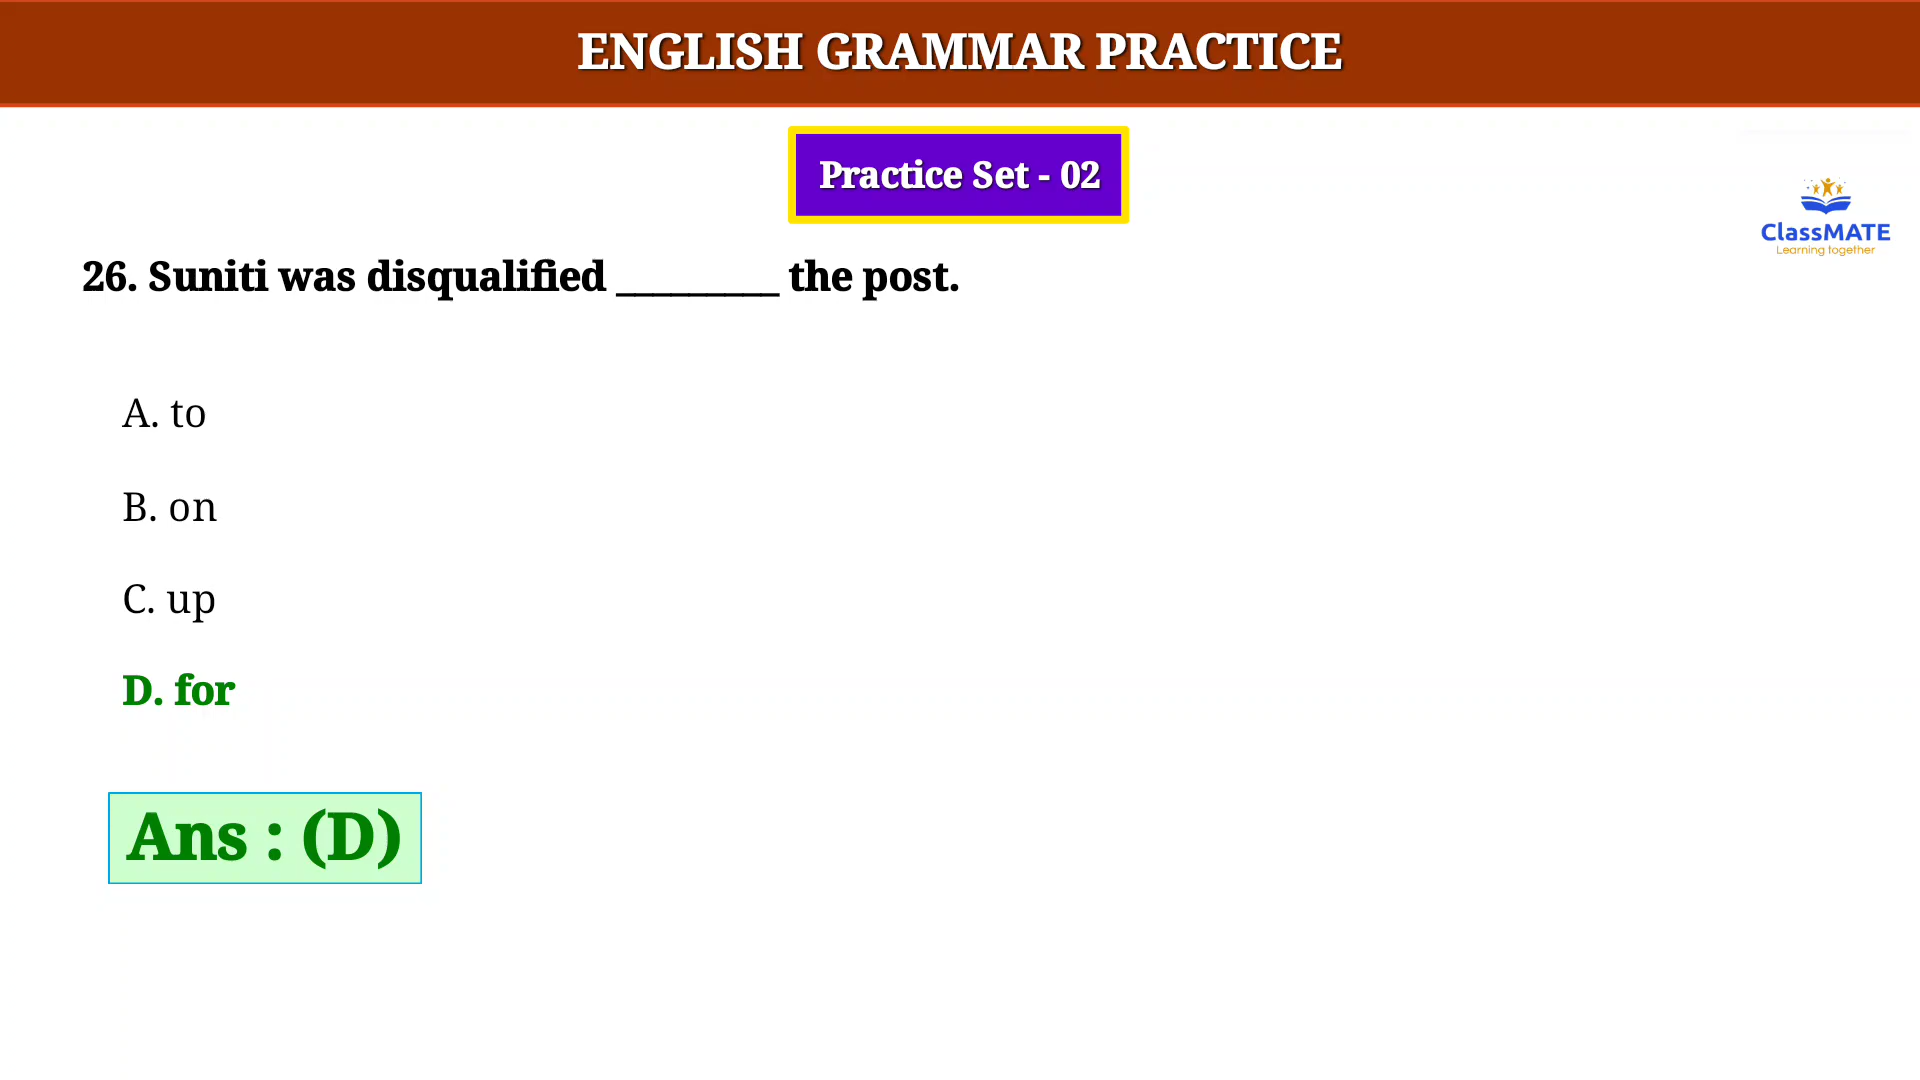 ENGLISH GRAMMAR PRACTICE
Practice Set - 02
ClassMATE
Learning together
26. Suniti was disqualified _________ the post.
A. to
B. on
C. up
D. for
Ans : (D)